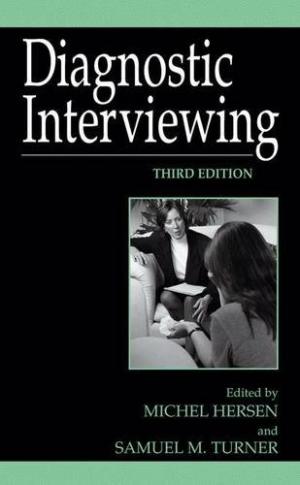 Diagnostic
Interviewing
THIRD EDITION
Edited by
MICHEL HERSEN
and
SAMUEL M. TURNER